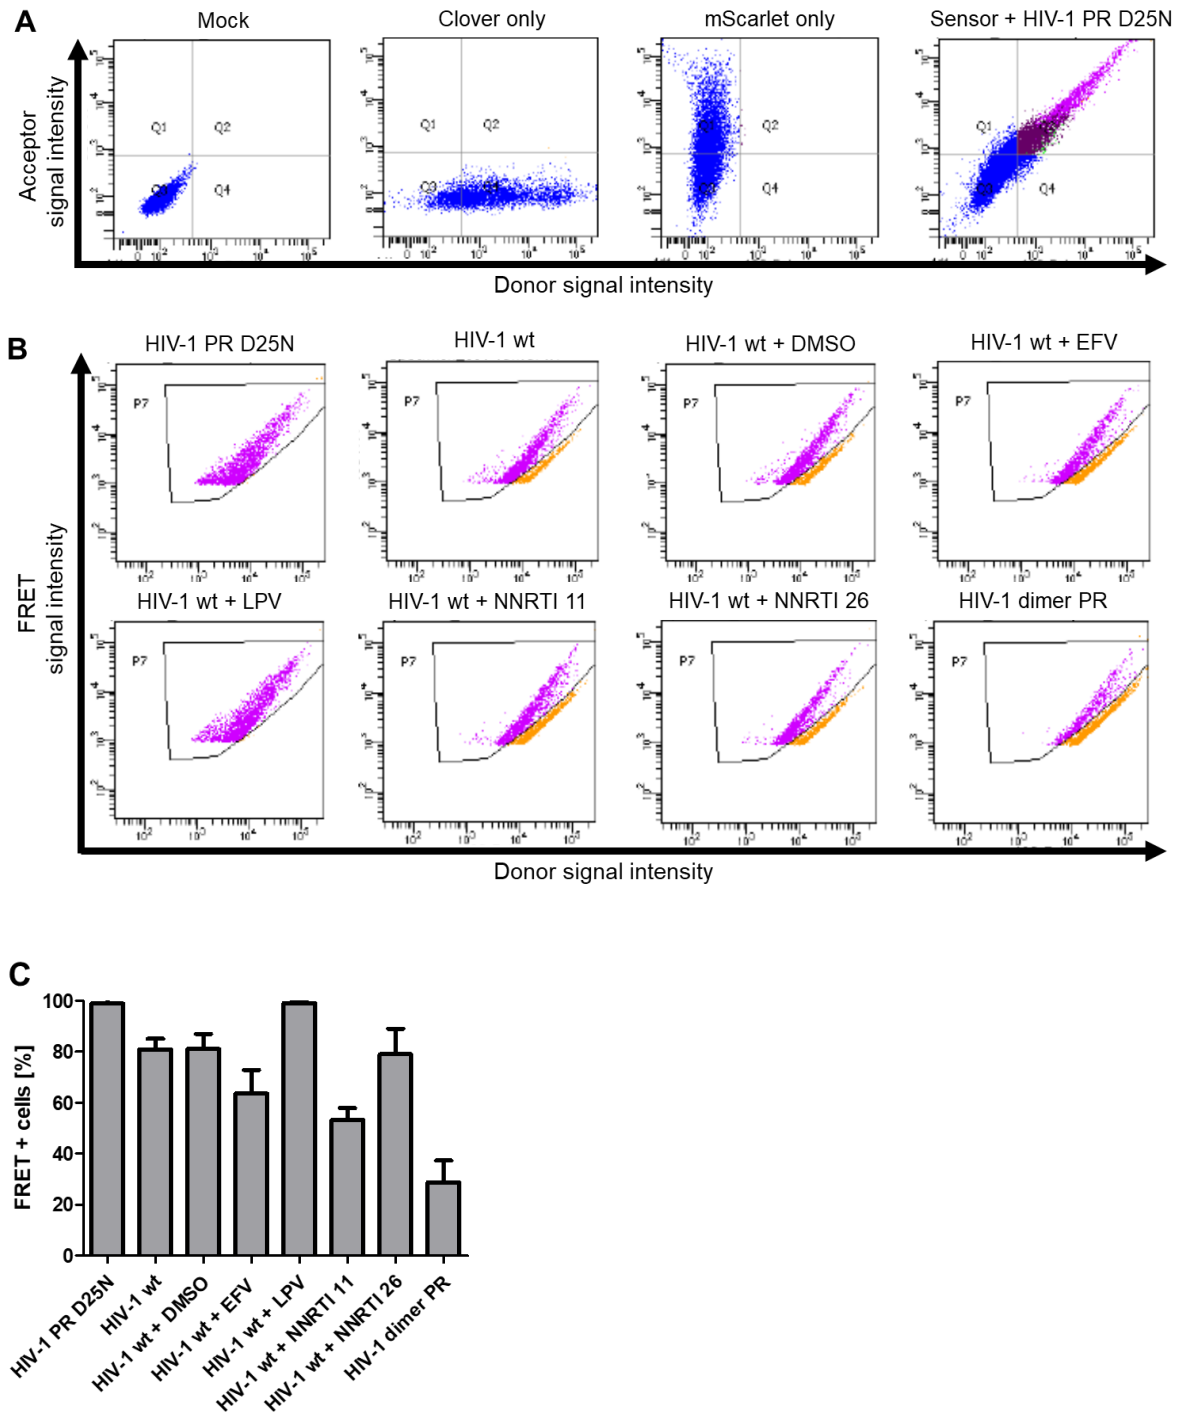 A
Mock
Clover only
mScarlet only
Sensor + HIV-1 PR D25N
Acceptor
signal intensity
Q1
Q2
Q4
Q1
Q2
Q2
Q4
Q1
Q4
Donor signal intensity
B
HIV-1 PR D25N
HIV-1 wt
HIV-1 wt + DMSO
HIV-1 wt + EFV
P7
P7
P7
P7
HIV-1 wt + LPV
HIV-1 wt + NNRTI 11
HIV-1 wt + NNRTI 26
HIV-1 dimer PR
P7
P7
P7
P7
FRET
signal intensity
Donor signal intensity
C
FRET + cells [%]
100
80
60
40
20
0
HIV-1 PR D25N
HIV-1 wt
HIV-1 wt + DMSO
HIV-1 wt + EFV
HIV-1 wt + LPV
HIV-1 wt + NNRTI 11
HIV-1 wt + NNRTI 26
HIV-1 dimer PR